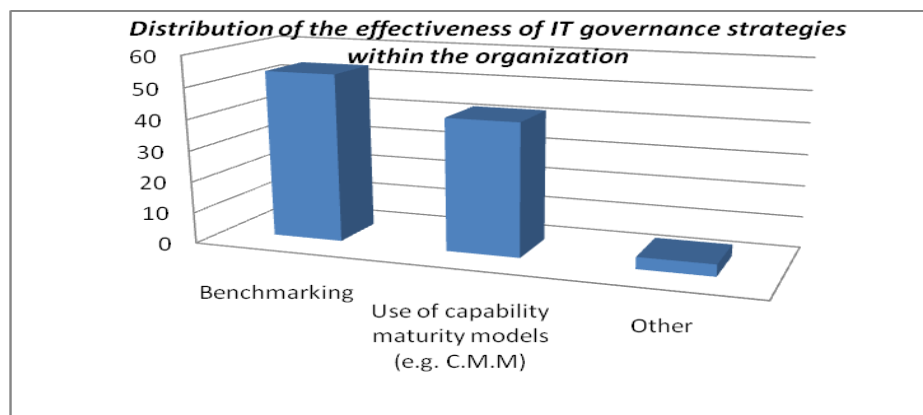 Distribution of the effectiveness of IT governance strategies
within the organization
60
50
40
30
20
10
0
Benchmarking
Use of capability
maturity models
(e.g. C.M.M)
Other